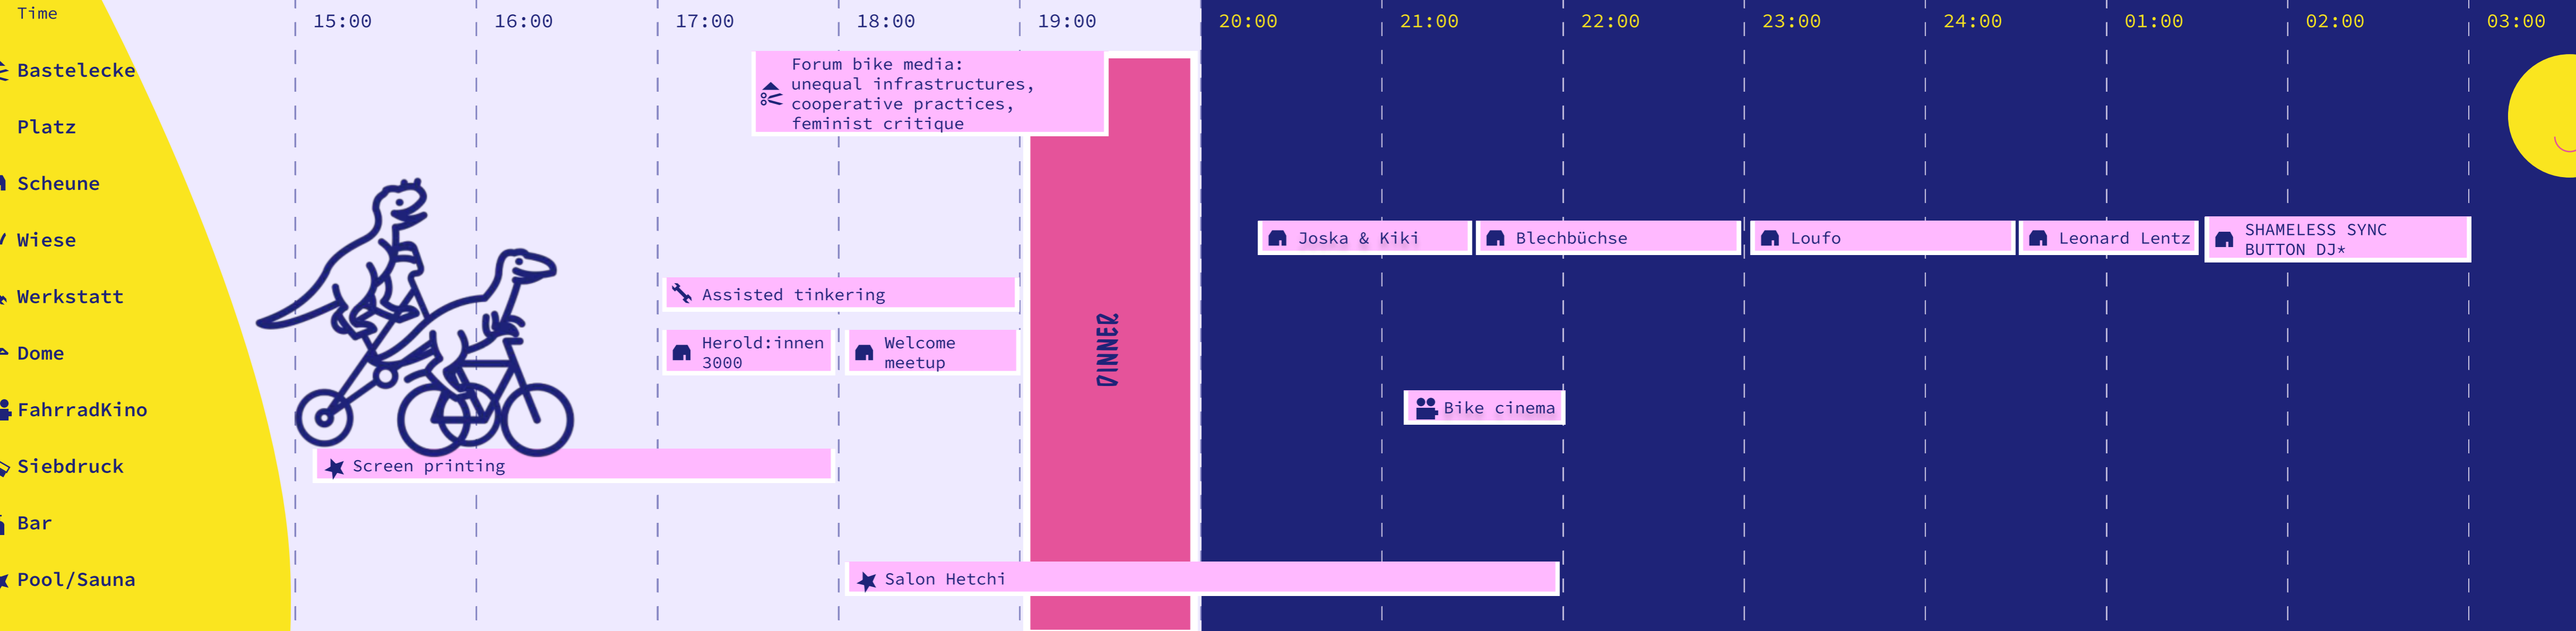 Time
15:00
16:00
17:00
18:00
19:00
20:00
21:00
22:00
23:00
24:00
01:00
02:00
03:00
Bastelecke
Forum bike media:
unequal infrastructures,
cooperative practices,
feminist critique
Platz
Scheune
Wiese
Joska & Kiki
Blechbüchse
Loufo
Leonard Lentz
SHAMELESS SYNC
BUTTON DJ*
Werkstatt
Assisted tinkering
Dome
Herold:innen
3000
Welcome
meetup
DINNER
FahrradKino
Bike cinema
Siebdruck
Screen printing
Bar
Pool/Sauna
Salon Hetchi